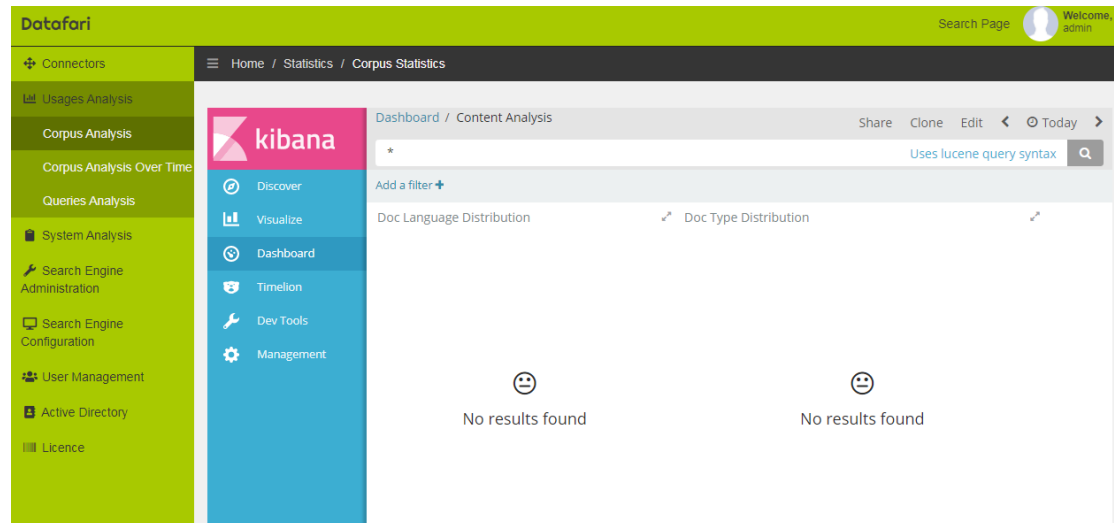 Datafari
Search Page
Welcome,
admin
Connectors
Home / Statistics / Corpus Statistics
Usages Analysis
Corpus Analysis
Corpus Analysis Over Time
Queries Analysis
System Analysis
Search Engine
Administration
Search Engine
Configuration
User Management
Active Directory
Licence
kibana
Discover
Visualize
Dashboard
Timelion
Dev Tools
Management
Dashboard / Content Analysis
Share Clone Edit Today
*
Uses lucene query syntax
Add a filter +
Doc Language Distribution
Doc Type Distribution
No results found
No results found